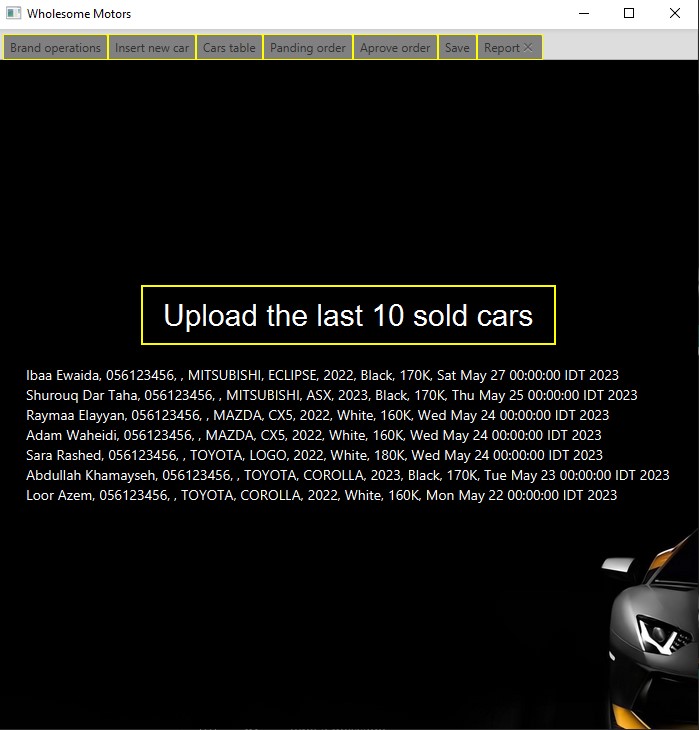 Wholesome Motors
Brand operations Insert new car Cars table Panding order Aprove order Save Report
Upload the last 10 sold cars
Ibaa Ewaida, 056123456, , MITSUBISHI, ECLIPSE, 2022, Black, 170K, Sat May 27 00:00:00 IDT 2023
Shurouq Dar Taha, 056123456, , MITSUBISHI, ASX, 2023, Black, 170K, Thu May 25 00:00:00 IDT 2023
Raymaa Elayyan, 056123456, , MAZDA, CX5, 2022, White, 160K, Wed May 24 00:00:00 IDT 2023
Adam Waheidi, 056123456, , MAZDA, CX5, 2022, White, 160K, Wed May 24 00:00:00 IDT 2023
Sara Rashed, 056123456, , TOYOTA, LOGO, 2022, White, 180K, Wed May 24 00:00:00 IDT 2023
Abdullah Khamayseh, 056123456, , TOYOTA, COROLLA, 2023, Black, 170K, Tue May 23 00:00:00 IDT 2023
Loor Azem, 056123456, , TOYOTA, COROLLA, 2022, White, 160K, Mon May 22 00:00:00 IDT 2023